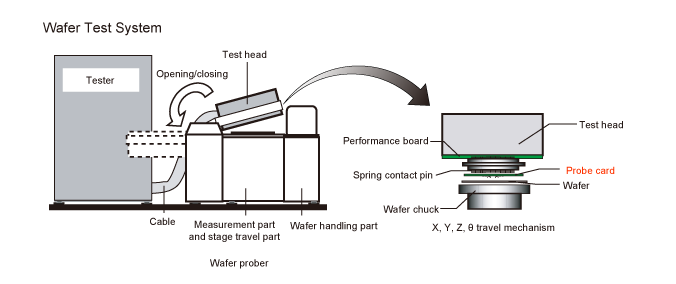 Wafer Test System
Test head
Opening/closing
Tester
Cable
Measurement part
and stage travel part
Wafer handling part
Wafer prober
Test head
Performance board
Spring contact pin
Probe card
Wafer
Wafer chuck
X, Y, Z, θ travel mechanism